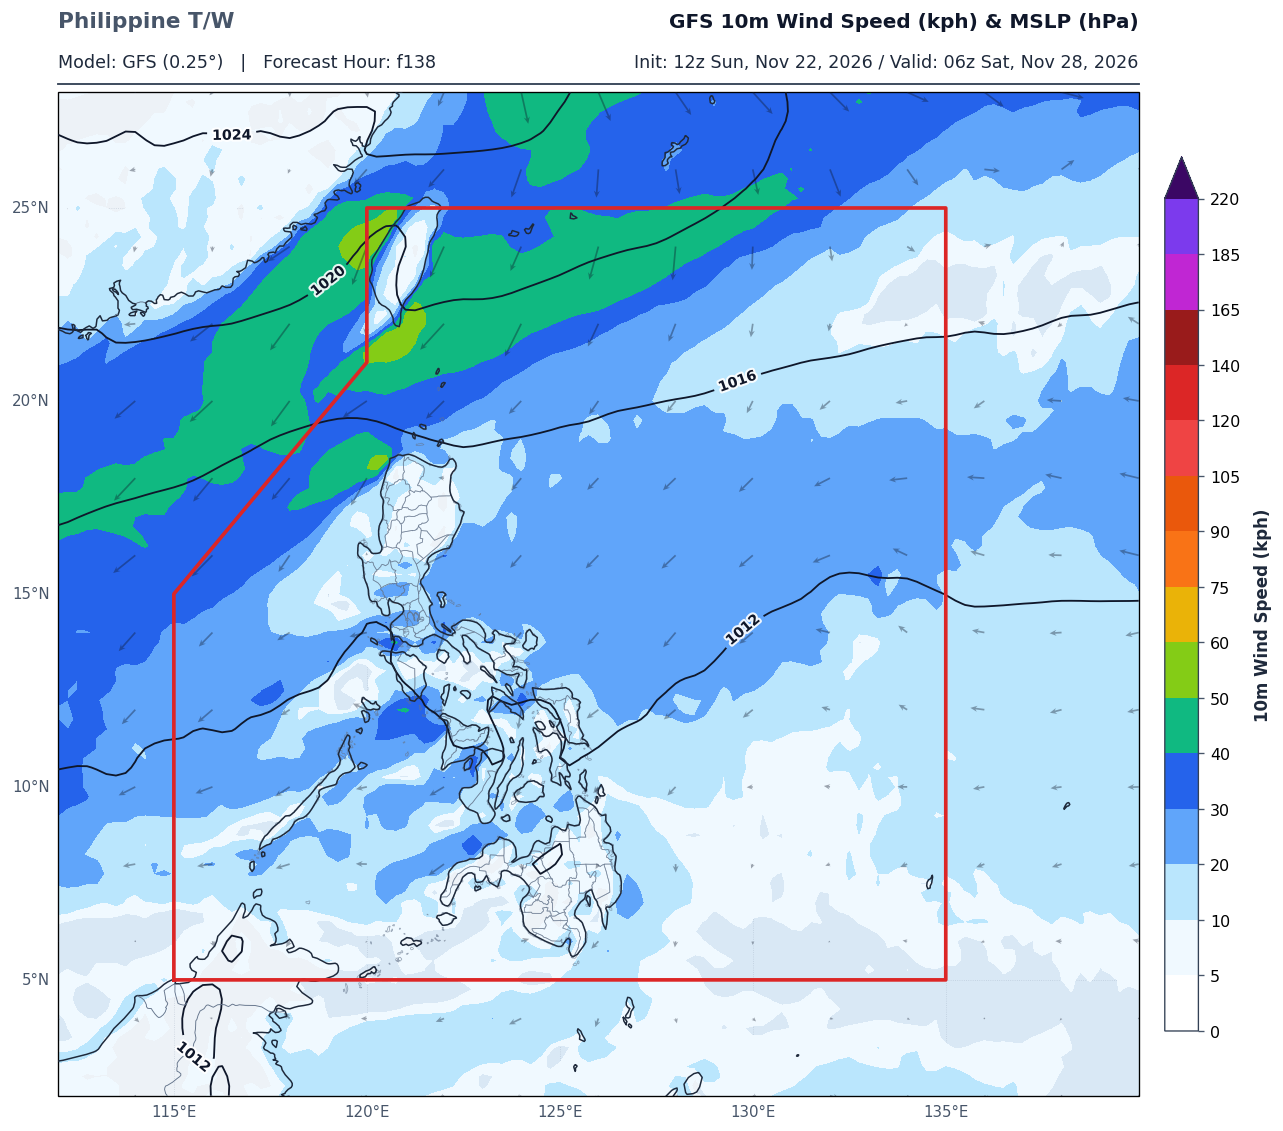 Philippine T/W
GFS 10m Wind Speed (kph) & MSLP (hPa)
Model: GFS (0.25°) | Forecast Hour: f138
Init: 12z Sun, Nov 22, 2026 / Valid: 06z Sat, Nov 28, 2026
1024
1020
1016
1012
1012
25°N
20°N
15°N
10°N
5°N
115°E
120°E
125°E
130°E
135°E
220
185
165
140
120
105
90
75
60
50
40
30
20
10
5
0
10m Wind Speed (kph)